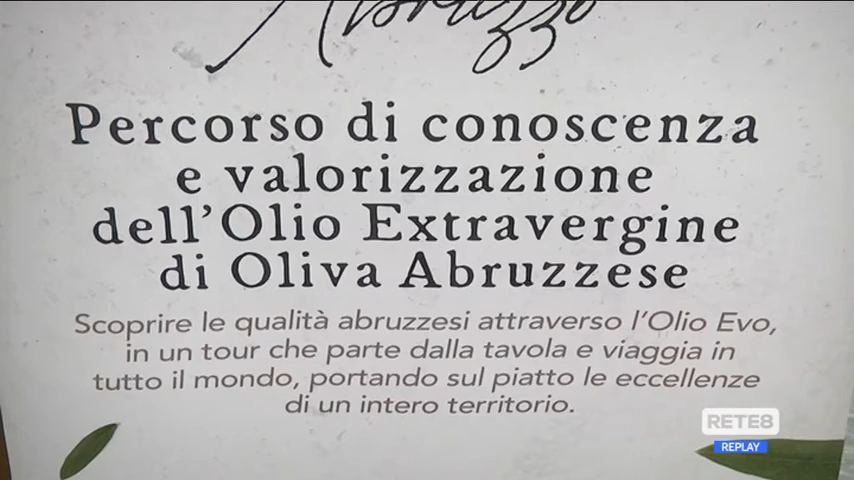 Abruzzo
Percorso di conoscenza
e valorizzazione
dell'Olio Extravergine
di Oliva Abruzzese
Scoprire le qualità abruzzesi attraverso l'Olio Evo,
in un tour che parte dalla tavola e viaggia in
tutto il mondo, portando sul piatto le eccellenze
di un intero territorio.
RETE8
REPLAY